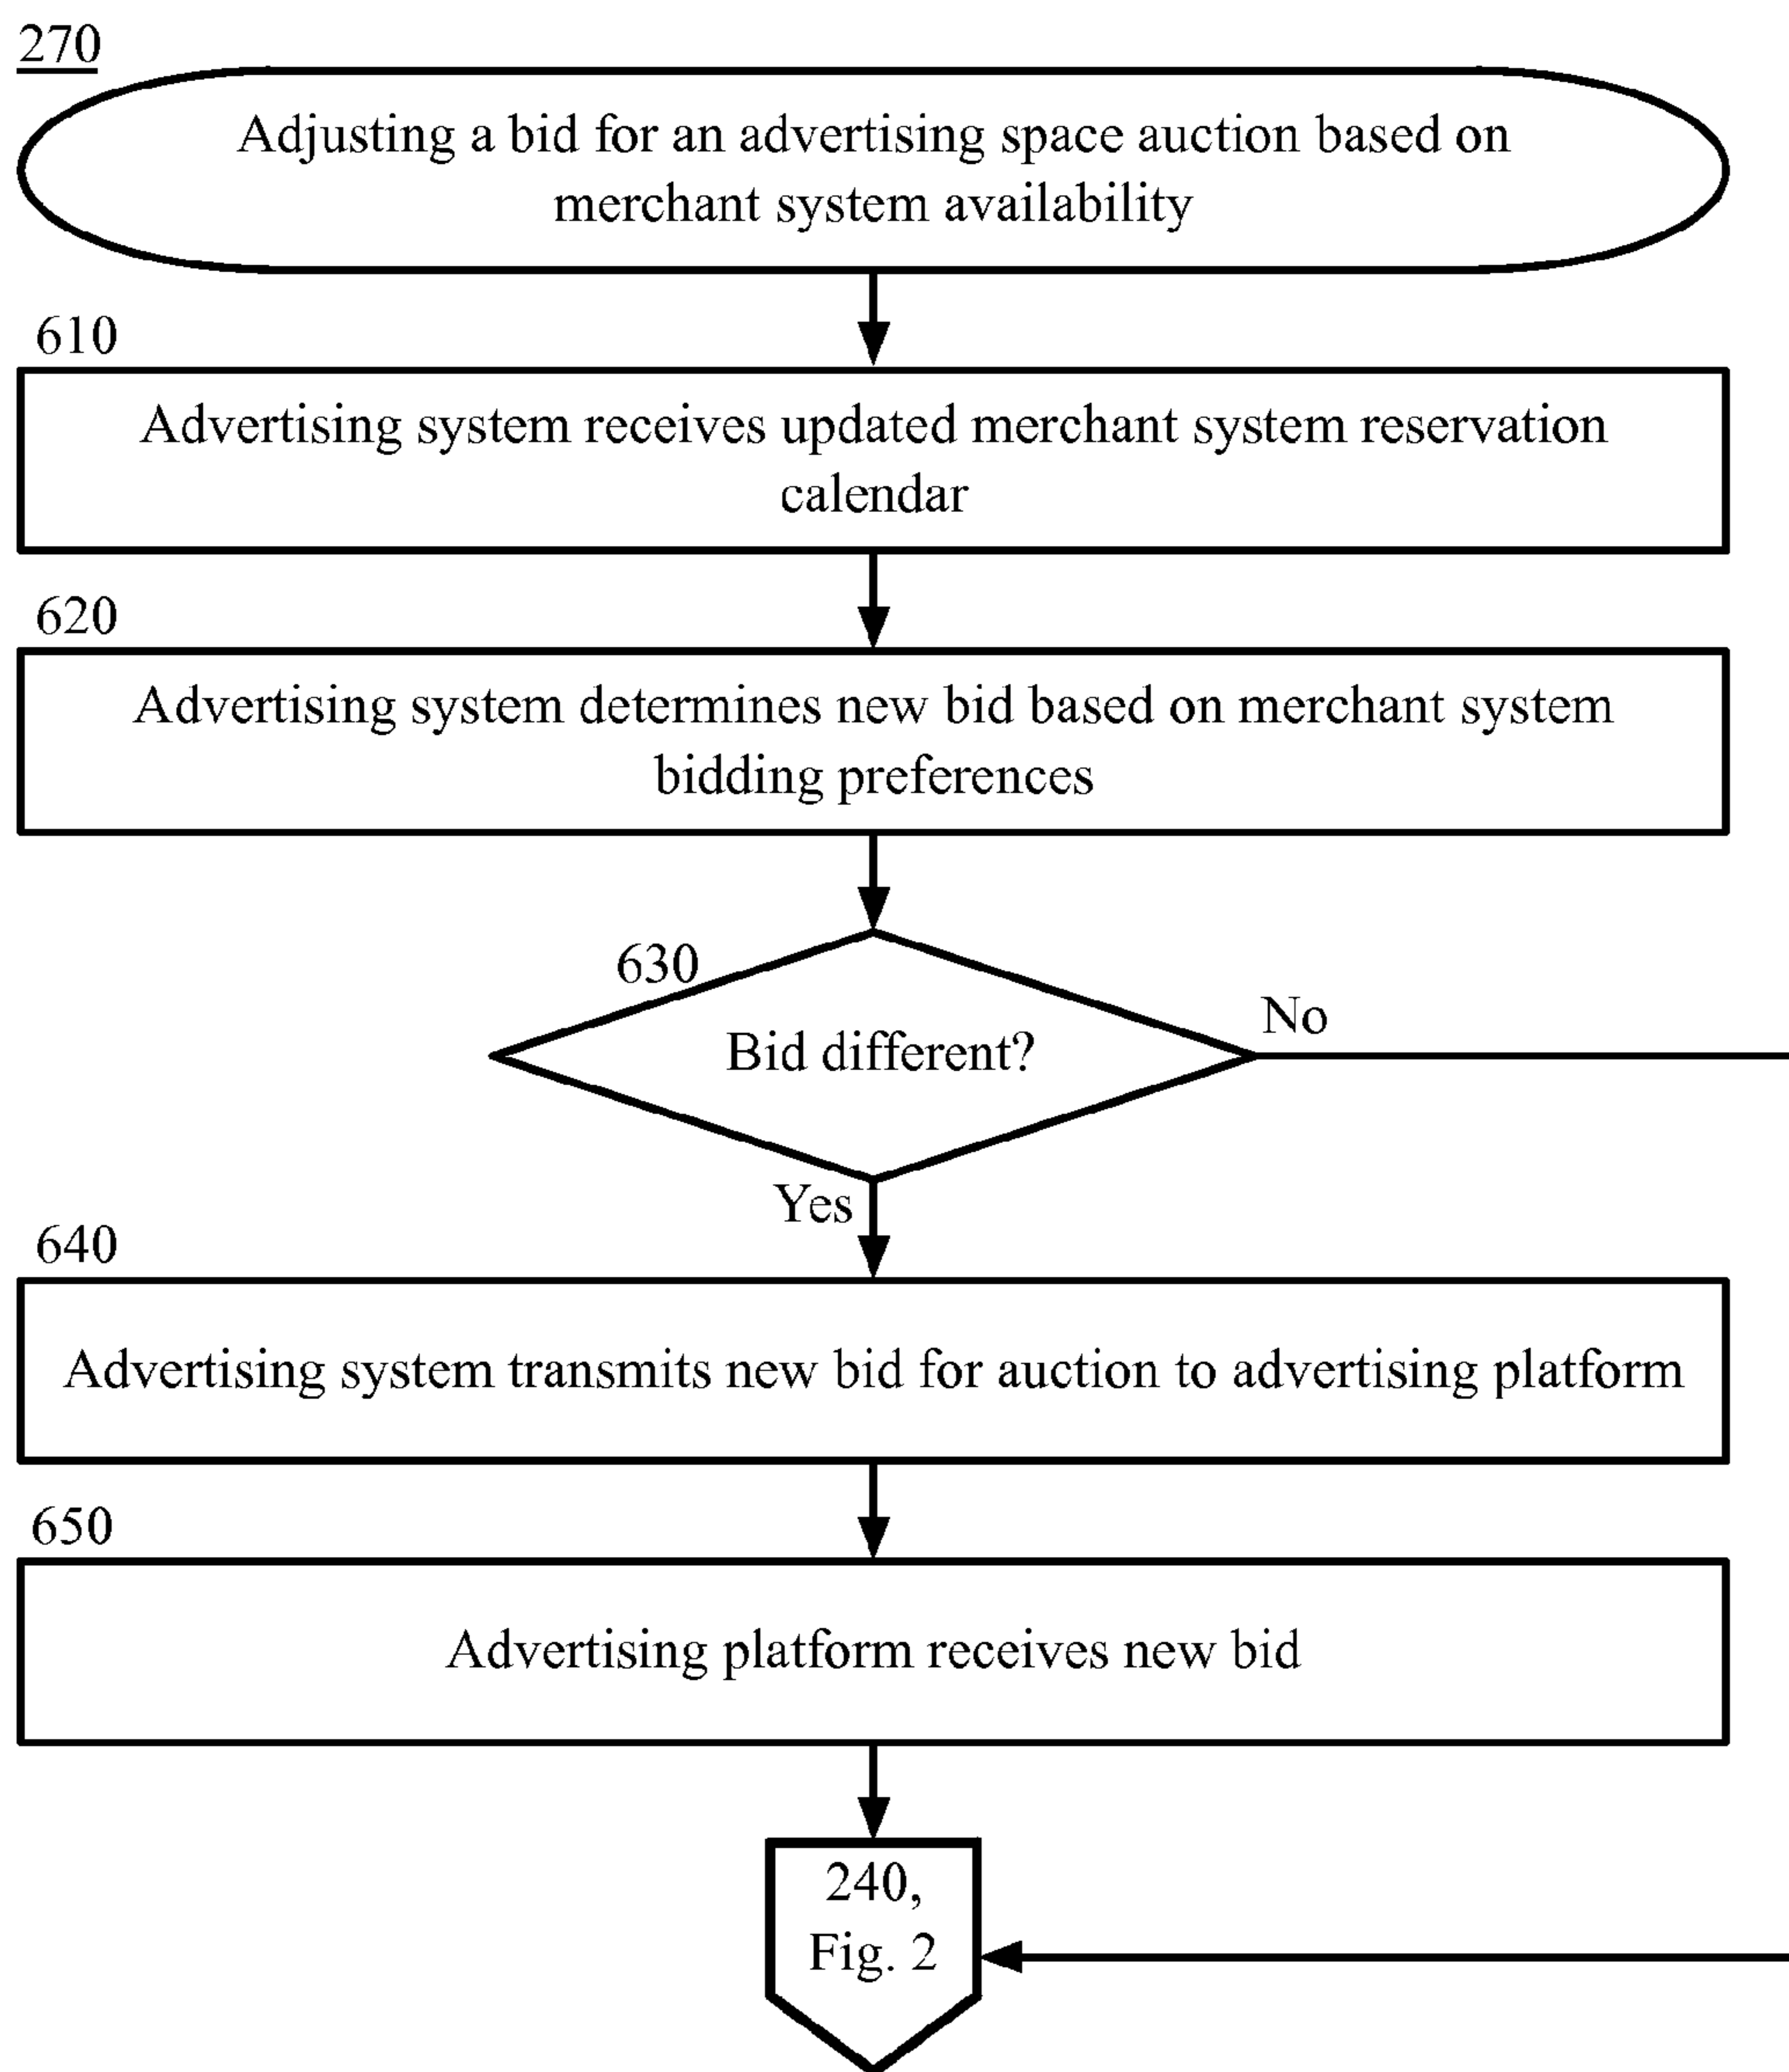 270
Adjusting a bid for an advertising space auction based on
merchant system availability
610
Advertising system receives updated merchant system reservation
calendar
620
Advertising system determines new bid based on merchant system
bidding preferences
630
Bid different?
No
Yes
640
Advertising system transmits new bid for auction to advertising platform
650
Advertising platform receives new bid
240,
Fig. 2